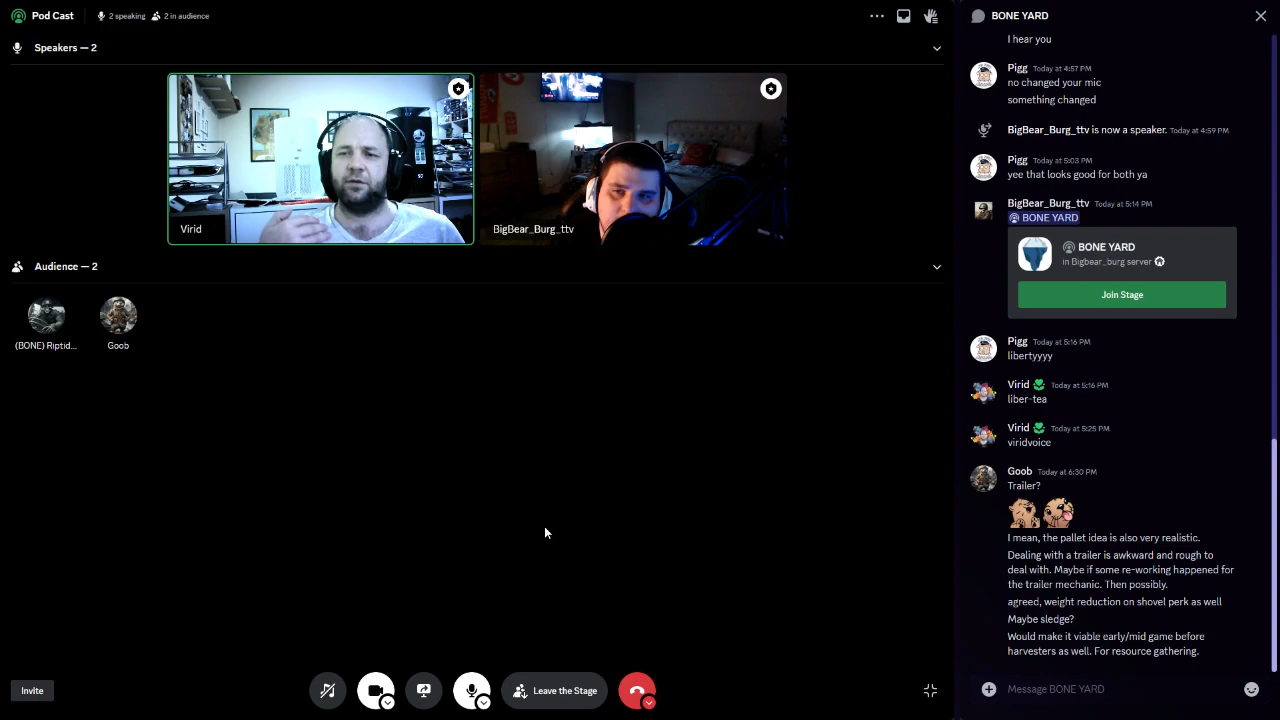 Pod Cast
2 speaking
2 in audience
BONE YARD
Speakers — 2
Virid
BigBear_Burg_ttv
Audience — 2
(BONE) Riptid...
Goob
Invite
Leave the Stage
I hear you
Pigg Today at 4:57 PM
no changed your mic
something changed
BigBear_Burg_ttv is now a speaker. Today at 4:59 PM
Pigg Today at 5:03 PM
yee that looks good for both ya
BigBear_Burg_ttv Today at 5:14 PM
BONE YARD
BONE YARD
in Bigbear_burg server
Join Stage
Pigg Today at 5:16 PM
libertyyyy
Virid Today at 5:16 PM
liber-tea
Virid Today at 5:25 PM
viridvoice
Goob Today at 6:30 PM
Trailer?
I mean, the pallet idea is also very realistic.
Dealing with a trailer is awkward and rough to
deal with. Maybe if some re-working happened for
the trailer mechanic. Then possibly.
agreed, weight reduction on shovel perk as well
Maybe sledge?
Would make it viable early/mid game before
harvesters as well. For resource gathering.
Message BONE YARD